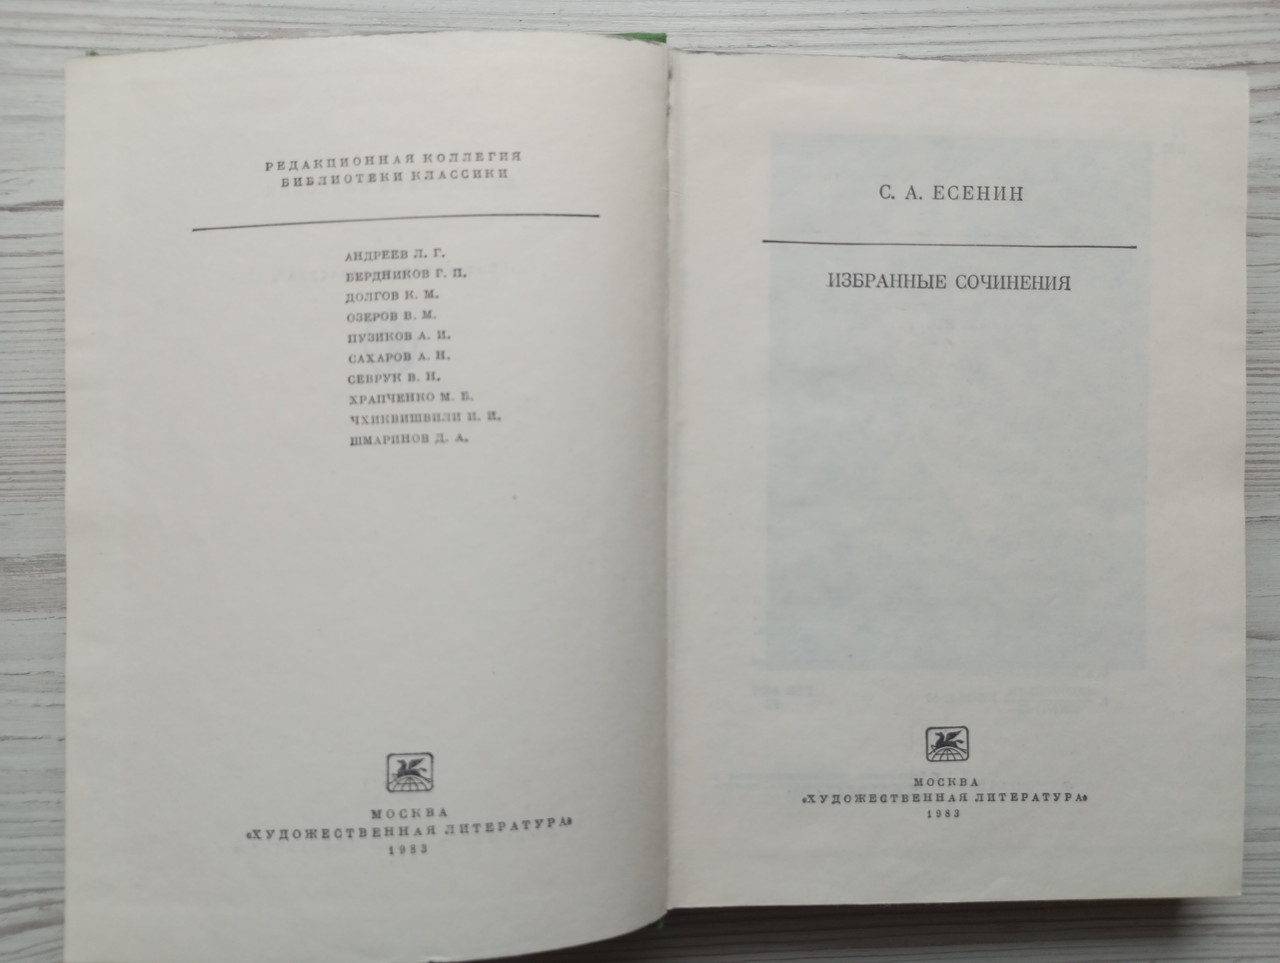 РЕДАКЦИОННАЯ КОЛЛЕГИЯ
БИБЛИОТЕКИ КЛАССИКИ
АНДРЕЕВ Л. Г.
БЕРДНИКОВ Г. П.
ДОЛГОВ К. М.
ОЗЕРОВ В. М.
ПУЗИКОВ А. И.
САХАРОВ А. Н.
СЕВРУК В. Н.
ХРАПЧЕНКО М. Б.
ЧХИКВИШВИЛИ И. И.
ШМАРИНОВ Д. А.
МОСКВА
«ХУДОЖЕСТВЕННАЯ ЛИТЕРАТУРА»
1983
С. А. ЕСЕНИН
ИЗБРАННЫЕ СОЧИНЕНИЯ
МОСКВА
«ХУДОЖЕСТВЕННАЯ ЛИТЕРАТУРА»
1983